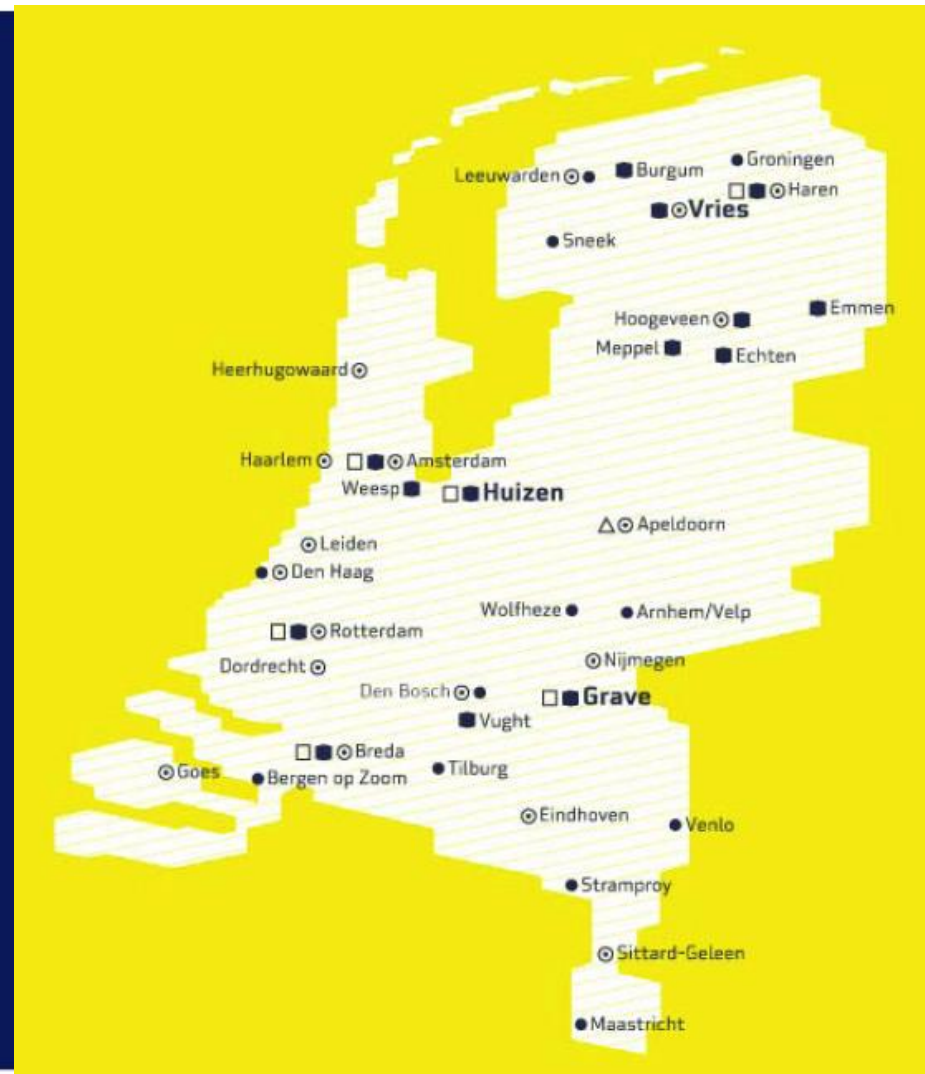 Groningen
Burgum
Leeuwarden
Haren
Vries
Sneek
Emmen
Hoogeveen
Meppel
Echten
Heerhugowaard
Haarlem
Amsterdam
Weesp
Huizen
Apeldoorn
Leiden
Den Haag
Wolfheze
Arnhem/Velp
Rotterdam
Nijmegen
Dordrecht
Den Bosch
Grave
Vught
Breda
Tilburg
Goes
Bergen op Zoom
Eindhoven
Venlo
Stramproy
Sittard-Geleen
Maastricht